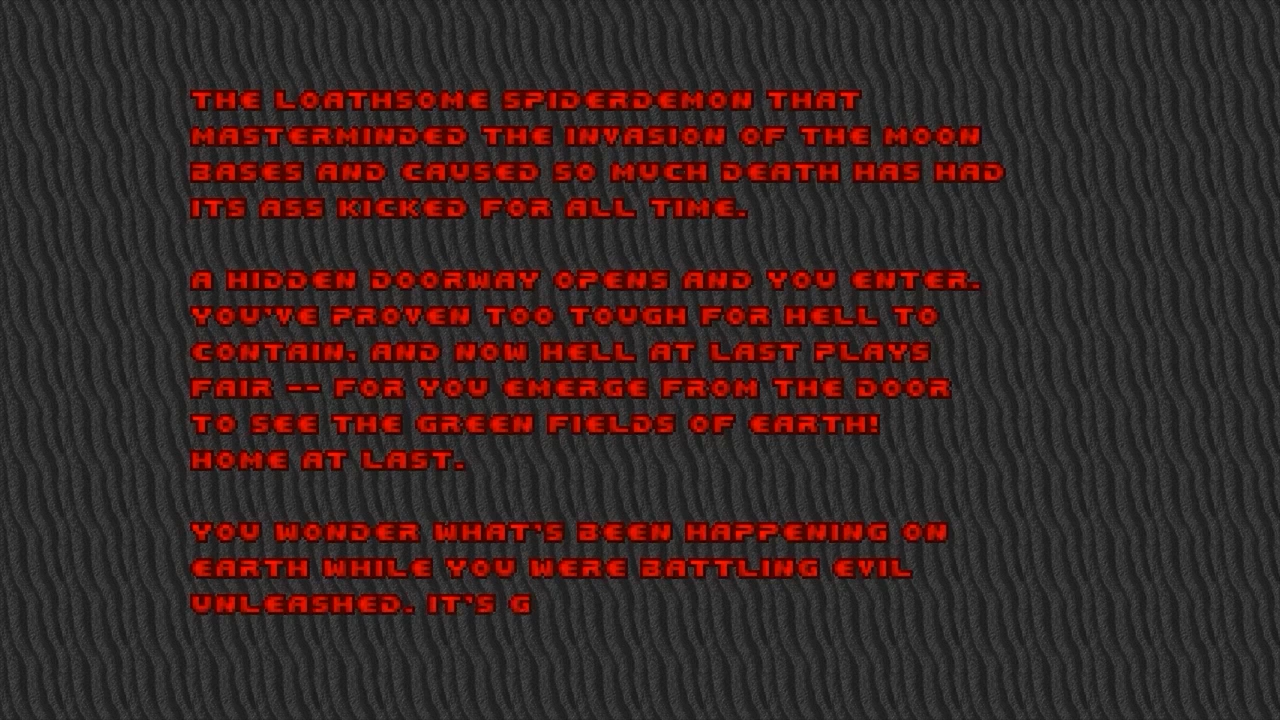 THE LOATHSOME SPIDERDEMON THAT
MASTERMINDED THE INVASION OF THE MOON
BASES AND CAUSED SO MUCH DEATH HAS HAD
ITS ASS KICKED FOR ALL TIME.
A HIDDEN DOORWAY OPENS AND YOU ENTER.
YOU'VE PROVEN TOO TOUGH FOR HELL TO
CONTAIN, AND NOW HELL AT LAST PLAYS
FAIR -- FOR YOU EMERGE FROM THE DOOR
TO SEE THE GREEN FIELDS OF EARTH!
HOME AT LAST.
YOU WONDER WHAT'S BEEN HAPPENING ON
EARTH WHILE YOU WERE BATTLING EVIL
UNLEASHED. IT'S G